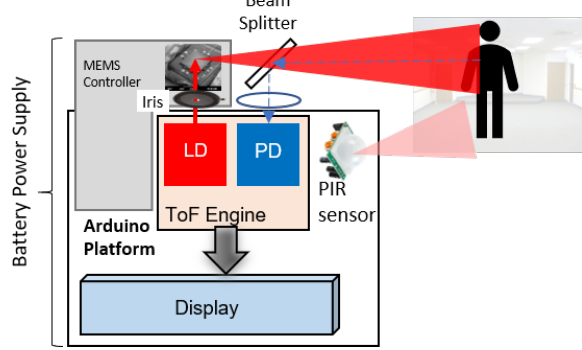 Beam
Splitter
MEMS
Controller
Iris
LD
PD
PIR
sensor
ToF Engine
Arduino
Platform
Display
Battery Power Supply